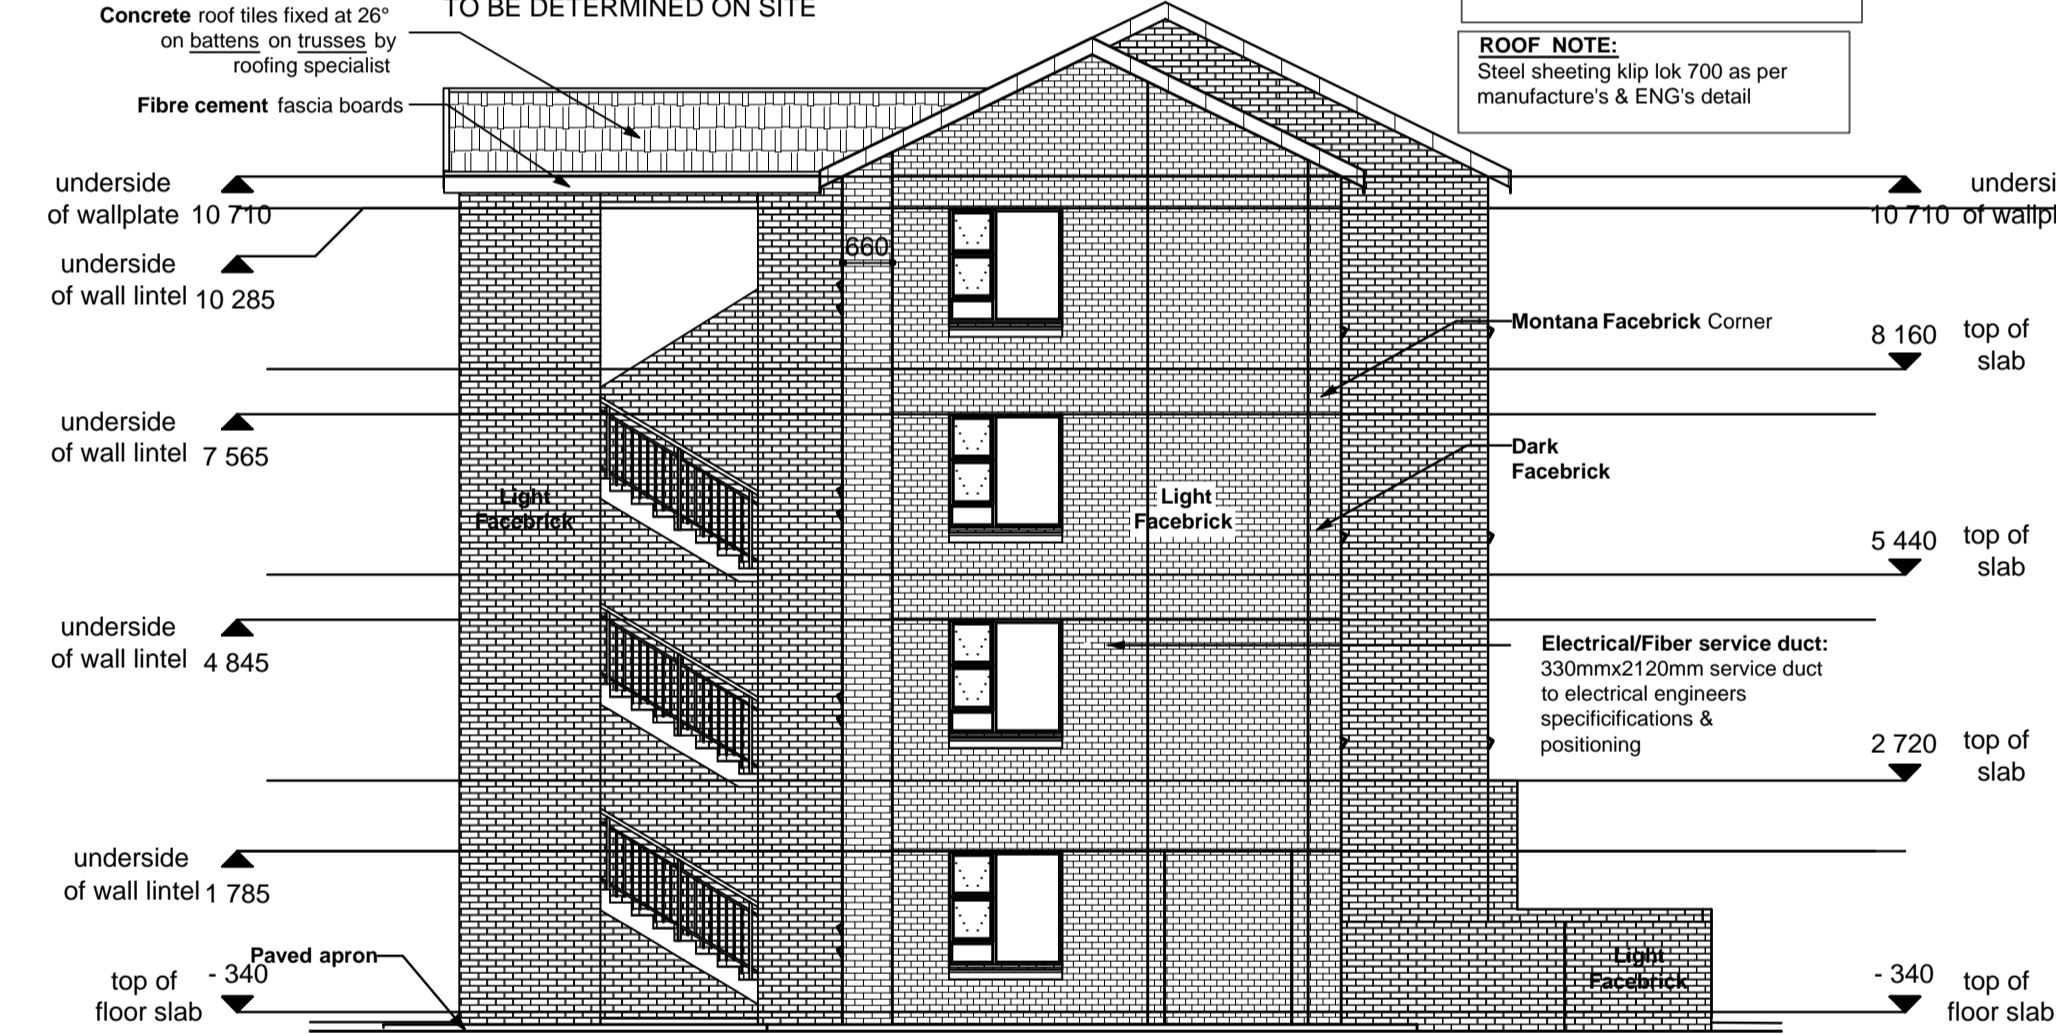 TO BE DETERMINED ON SITE
Concrete roof tiles fixed at 26°
on battens on trusses by
roofing specialist
Fibre cement fascia boards
ROOF NOTE:
Steel sheeting klip lok 700 as per
manufacture's & ENG's detail
underside
of wallplate 10 710
underside
of wall lintel 10 285
undersi
10 710 of wallpl
660
Montana Facebrick Corner
8 160 top of
slab
underside
of wall lintel 7 565
Dark
Facebrick
Light
Facebrick
Light
Facebrick
5 440 top of
slab
underside
of wall lintel 4 845
Electrical/Fiber service duct:
330mmx2120mm service duct
to electrical engineers
specificifications &
positioning
2 720 top of
slab
underside
of wall lintel 1 785
Paved apron
top of - 340
floor slab
Light
Facebrick
- 340 top of
floor slab